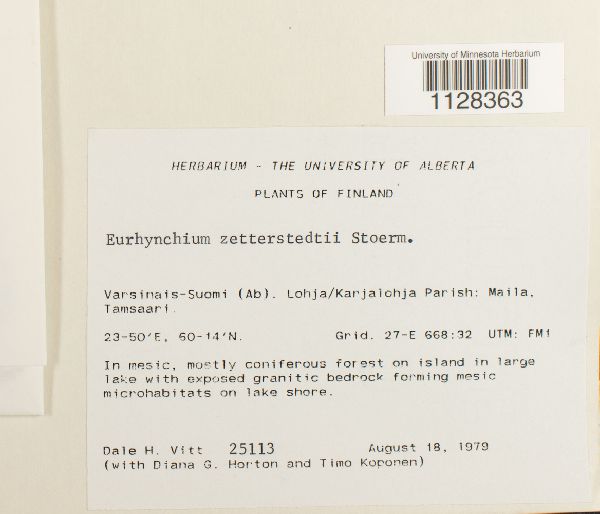 University of Minnesota Herbarium
1128363
HERBARIUM - THE UNIVERSITY OF ALBERTA
PLANTS OF FINLAND
Eurhynchium zetterstedtii Stoerm.
Varsinais-Suomi (Ab). Lohja/Karjalohja Parish: Maila,
Tamsaari.
23-50'E, 60-14'N. Grid. 27-E 668:32 UTM: FM1
In mesic, mostly coniferous forest on island in large
lake with exposed granitic bedrock forming mesic
microhabitats on lake shore.
Dale H. Vitt 25113 August 18, 1979
(with Diana G. Horton and Timo Koponen)